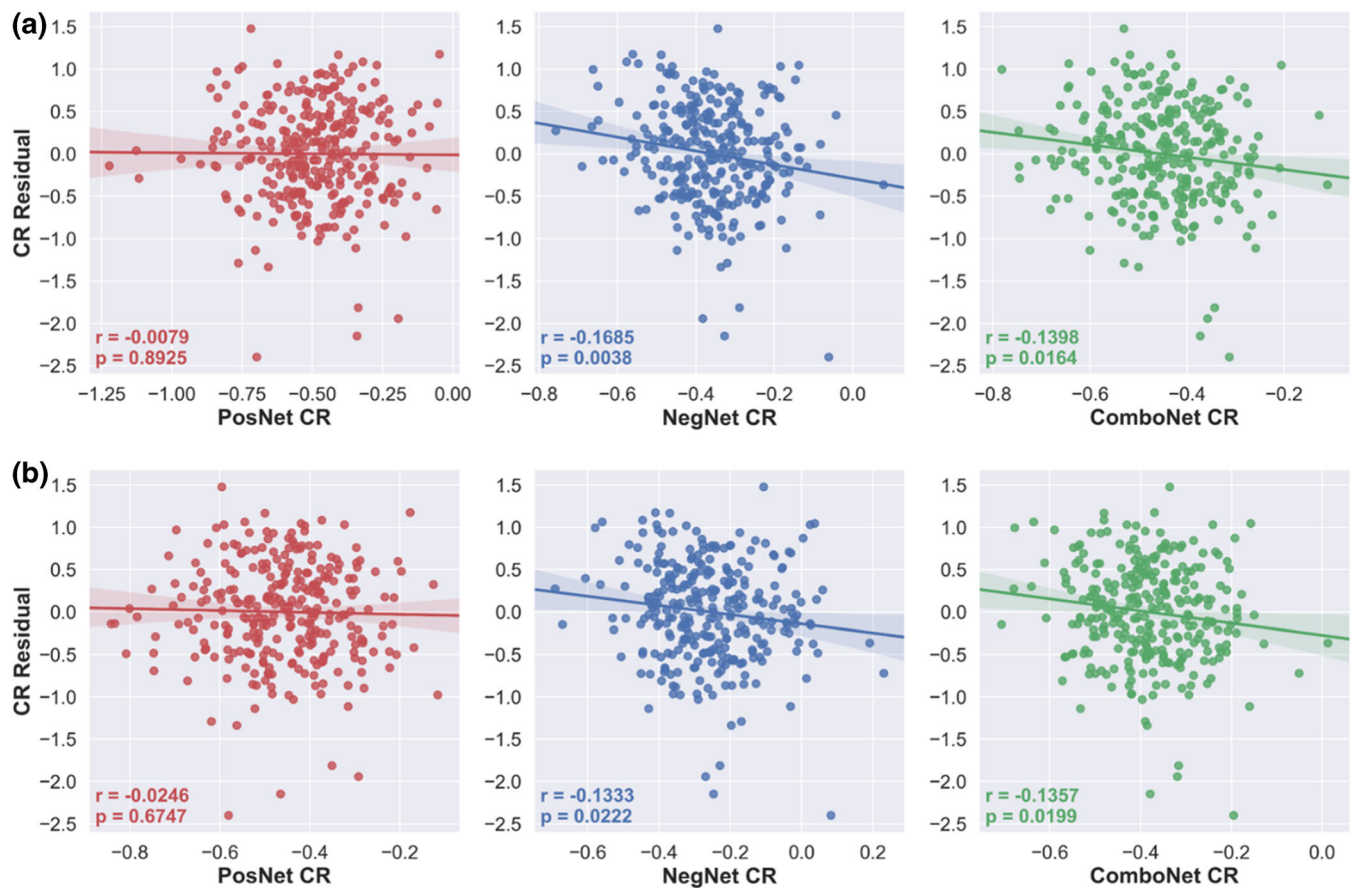 (a)
CR Residual
1.5
1.0
0.5
0.0
−0.5
−1.0
−1.5
−2.0
−2.5
r = -0.0079
p = 0.8925
−1.25 −1.00 −0.75 −0.50 −0.25 0.00
PosNet CR
1.5
1.0
0.5
0.0
−0.5
−1.0
−1.5
−2.0
−2.5
r = -0.1685
p = 0.0038
−0.8 −0.6 −0.4 −0.2 0.0
NegNet CR
1.5
1.0
0.5
0.0
−0.5
−1.0
−1.5
−2.0
−2.5
r = -0.1398
p = 0.0164
−0.8 −0.6 −0.4 −0.2
ComboNet CR
(b)
CR Residual
1.5
1.0
0.5
0.0
−0.5
−1.0
−1.5
−2.0
−2.5
r = -0.0246
p = 0.6747
−0.8 −0.6 −0.4 −0.2
PosNet CR
1.5
1.0
0.5
0.0
−0.5
−1.0
−1.5
−2.0
−2.5
r = -0.1333
p = 0.0222
−0.6 −0.4 −0.2 0.0 0.2
NegNet CR
1.5
1.0
0.5
0.0
−0.5
−1.0
−1.5
−2.0
−2.5
r = -0.1357
p = 0.0199
−0.6 −0.4 −0.2 0.0
ComboNet CR